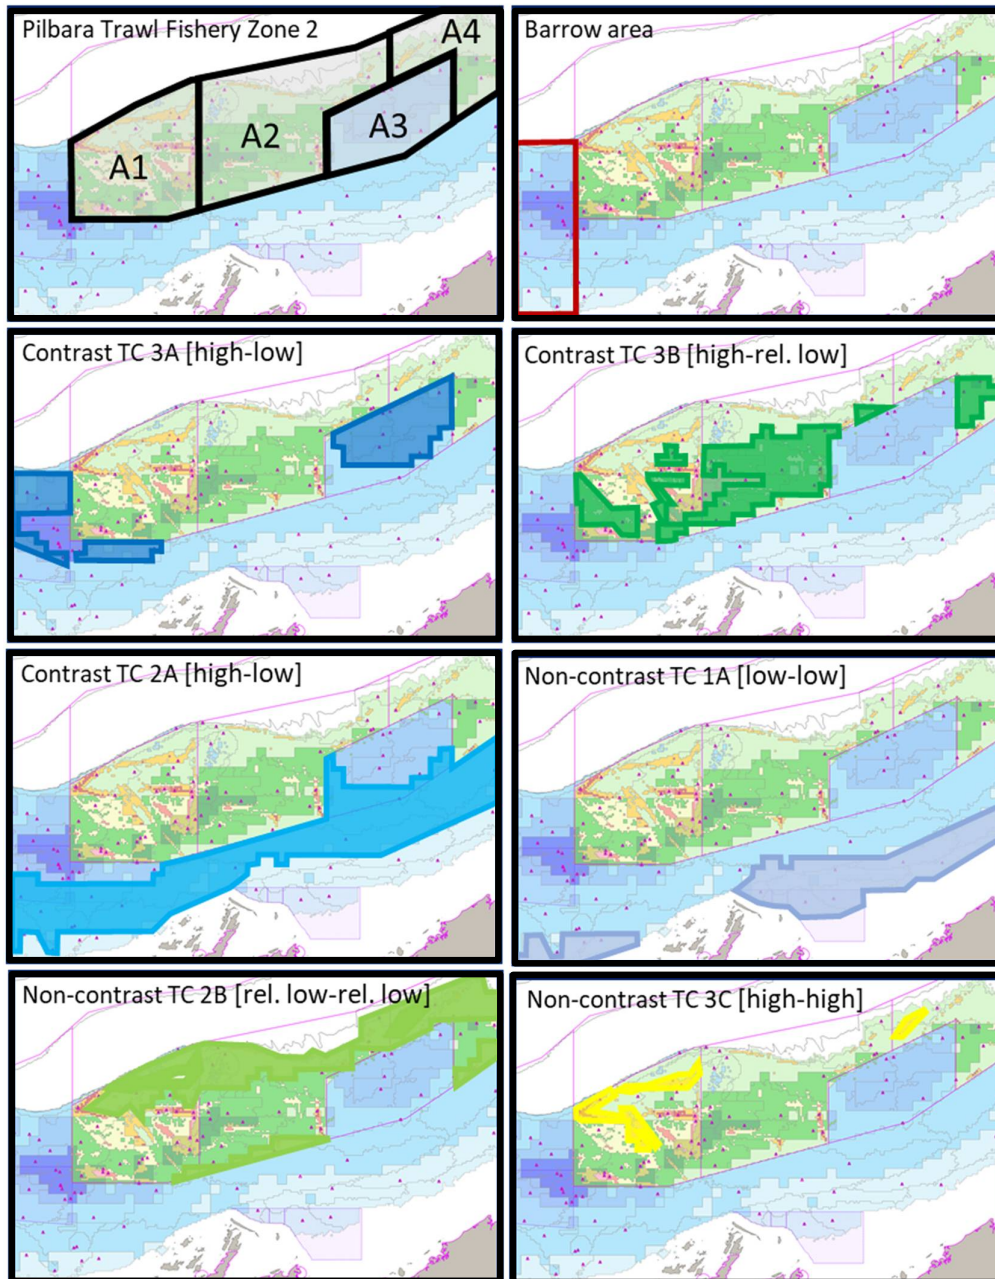 Pilbara Trawl Fishery Zone 2
A4
A3
A2
A1
Barrow area
Contrast TC 3A [high-low]
Contrast TC 3B [high-rel. low]
Contrast TC 2A [high-low]
Non-contrast TC 1A [low-low]
Non-contrast TC 2B [rel. low-rel. low]
Non-contrast TC 3C [high-high]